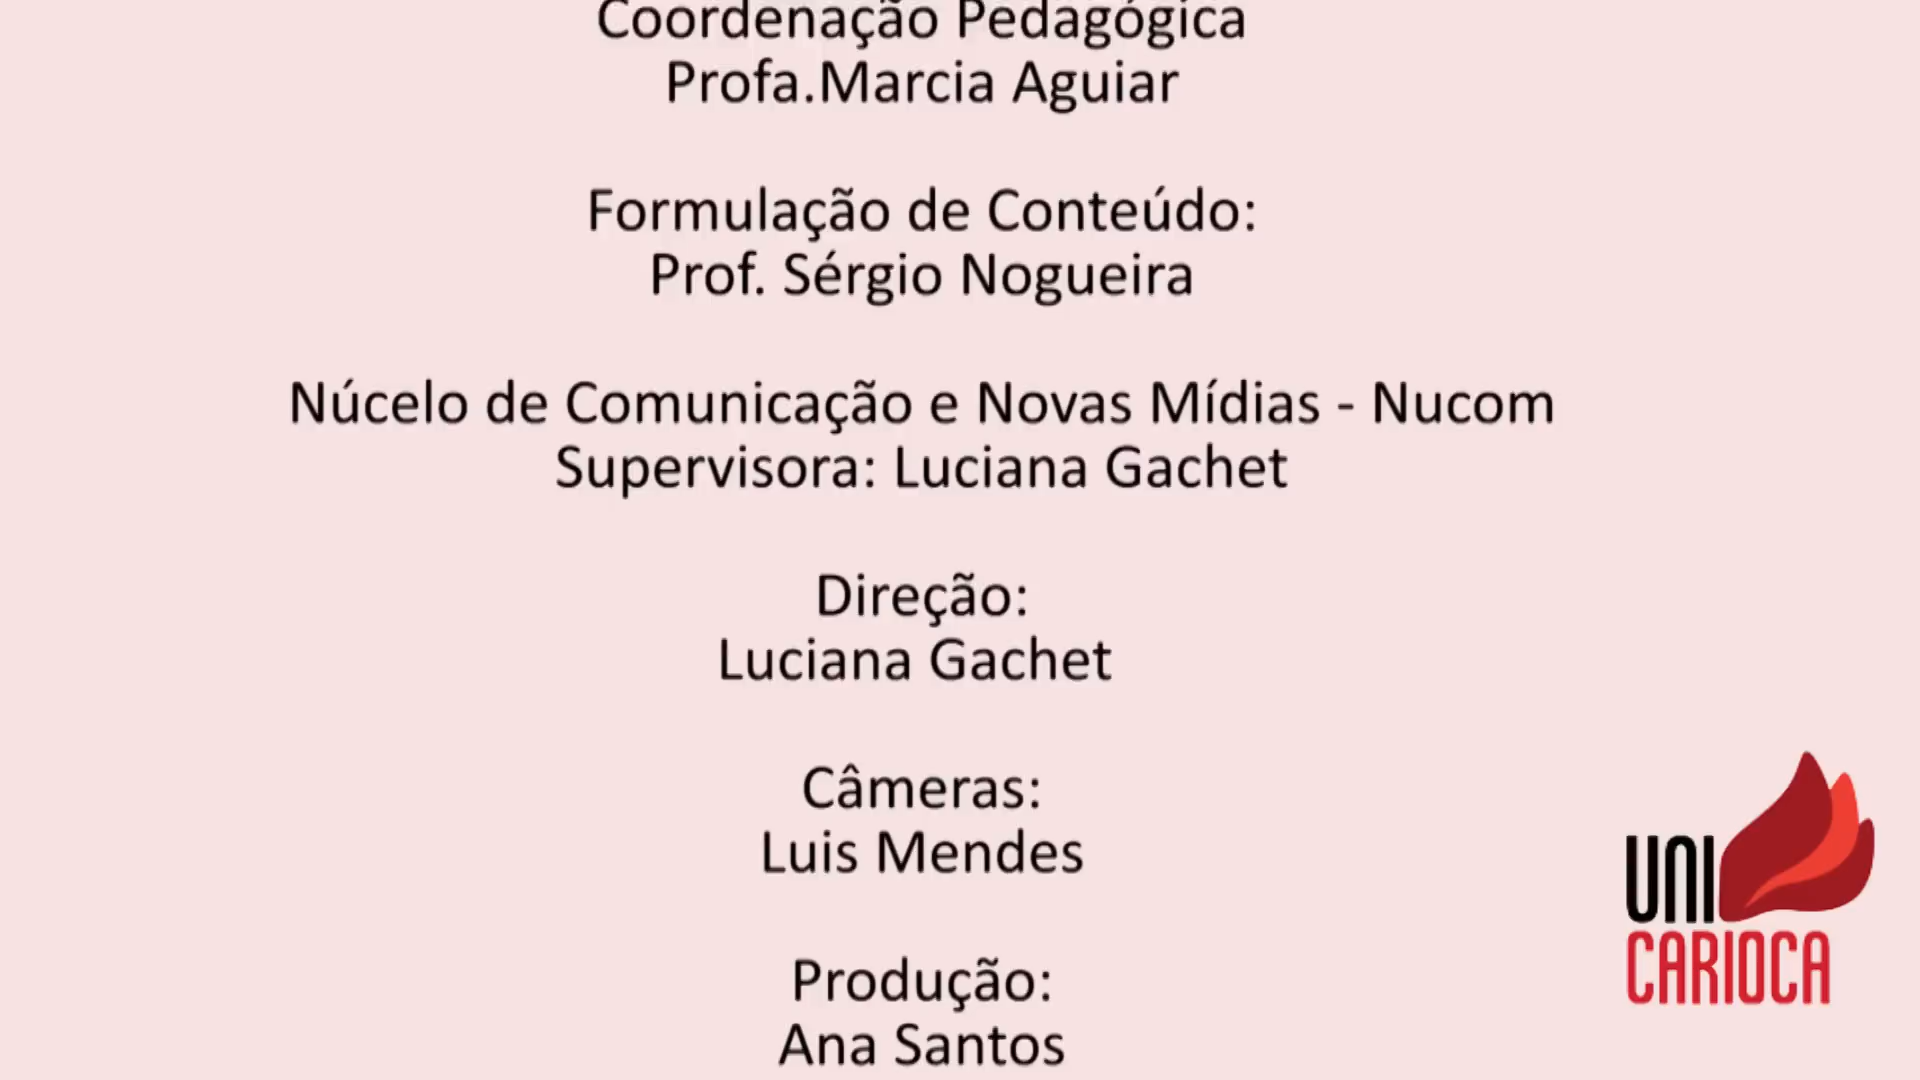 Coordenação Pedagógica
Profa.Marcia Aguiar
Formulação de Conteúdo:
Prof. Sérgio Nogueira
Núcelo de Comunicação e Novas Mídias - Nucom
Supervisora: Luciana Gachet
Direção:
Luciana Gachet
Câmeras:
Luis Mendes
Produção:
Ana Santos
UNI
CARIOCA